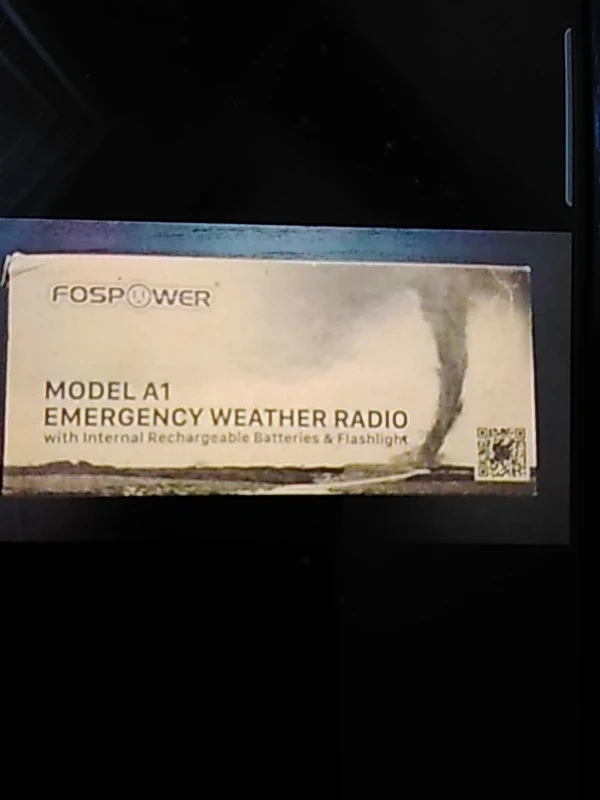 FOSPOWER
MODEL A1
EMERGENCY WEATHER RADIO
with Internal Rechargeable Batteries & Flashlight